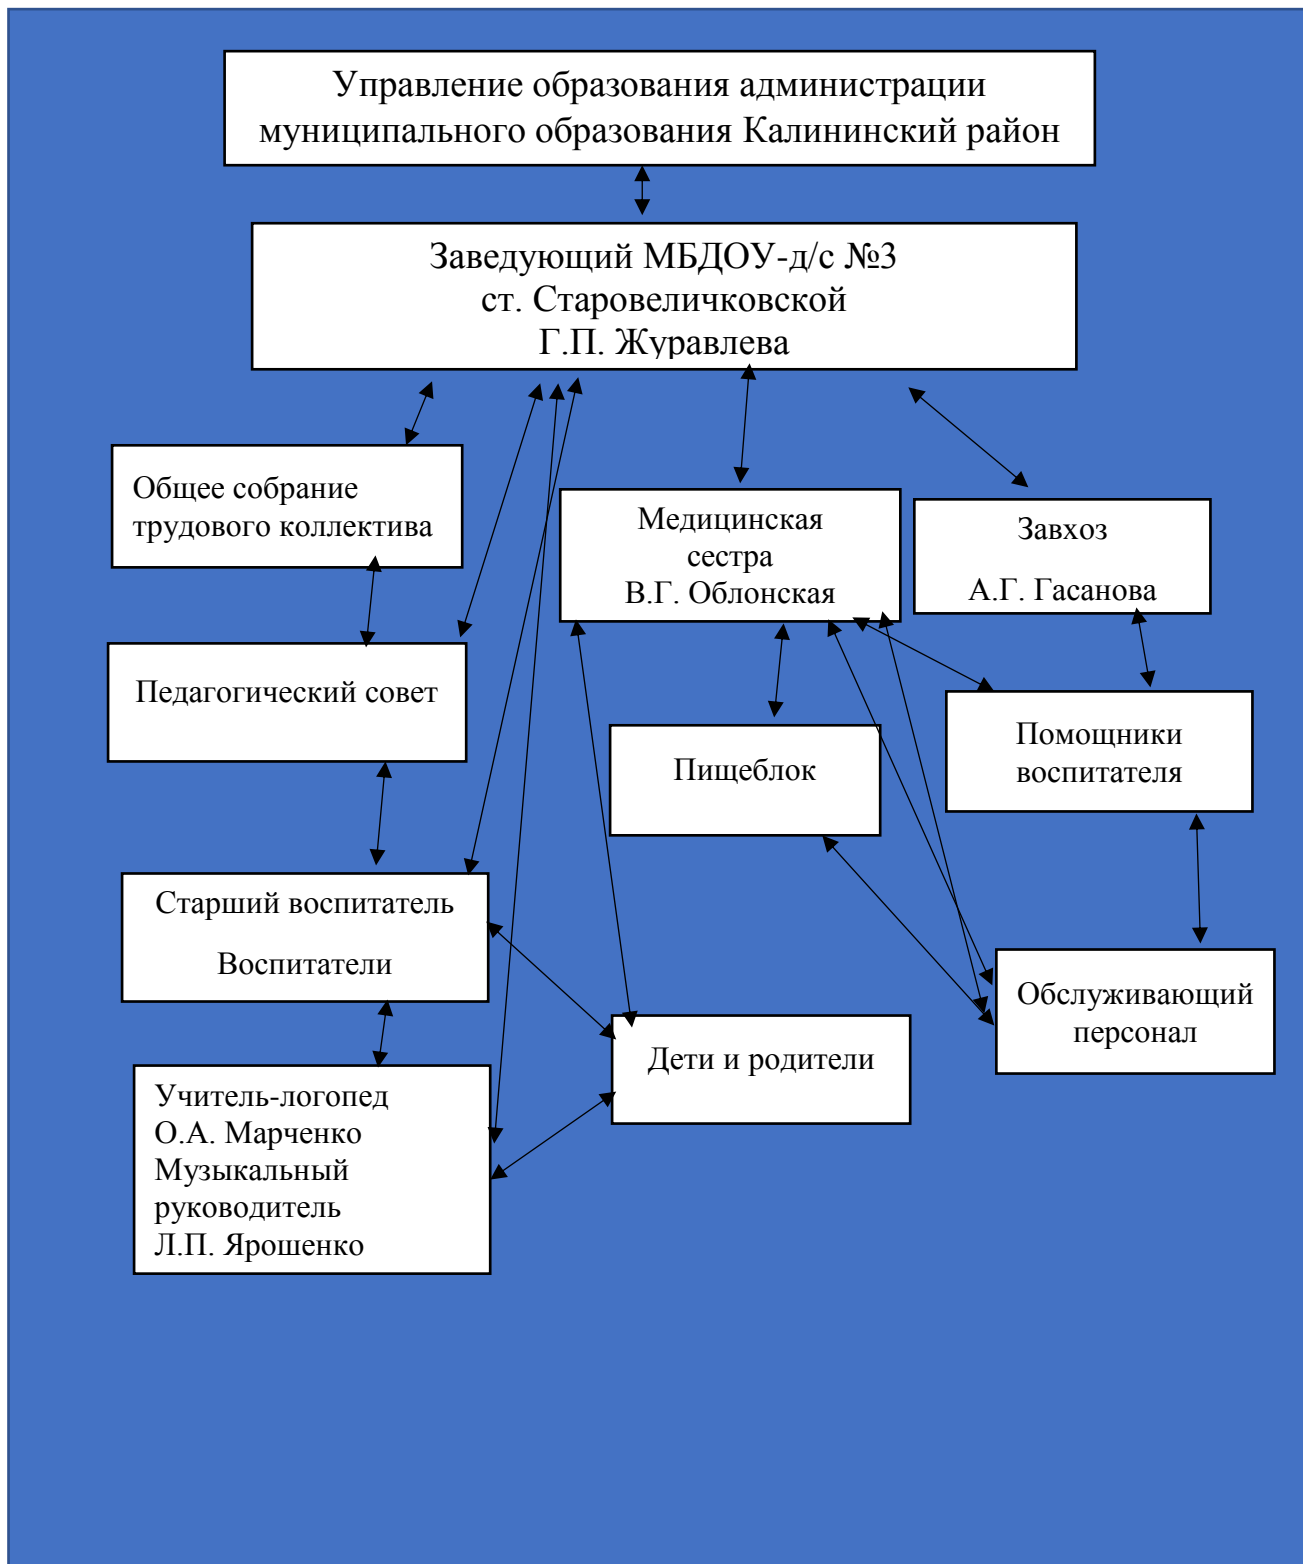 Управление образования администрации
муниципального образования Калининский район
Заведующий МБДОУ-д/с №3
ст. Старовеличковской
Г.П. Журавлева
Общее собрание
трудового коллектива
Медицинская
сестра
В.Г. Облонская
Завхоз
А.Г. Гасанова
Педагогический совет
Пищеблок
Помощники
воспитателя
Старший воспитатель
Воспитатели
Обслуживающий
персонал
Дети и родители
Учитель-логопед
О.А. Марченко
Музыкальный
руководитель
Л.П. Ярошенко